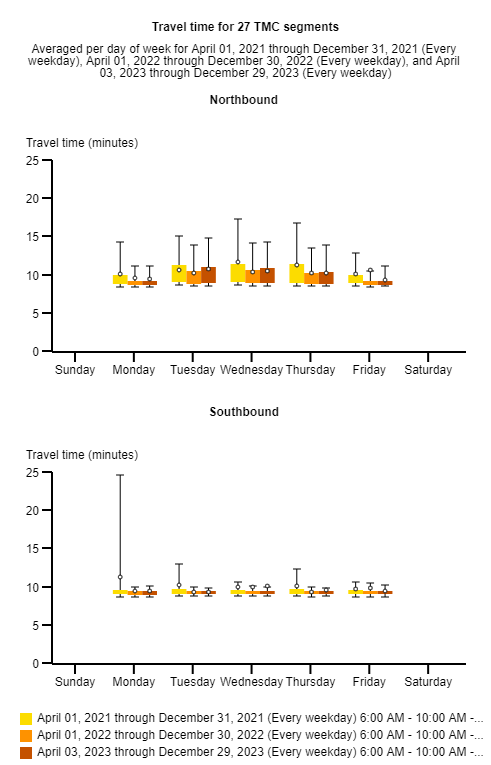 Travel time for 27 TMC segments
Averaged per day of week for April 01, 2021 through December 31, 2021 (Every
weekday), April 01, 2022 through December 30, 2022 (Every weekday), and April
03, 2023 through December 29, 2023 (Every weekday)
Northbound
Travel time (minutes)
25
20
15
10
5
0
Sunday Monday Tuesday Wednesday Thursday Friday Saturday
Southbound
Travel time (minutes)
25
20
15
10
5
0
Sunday Monday Tuesday Wednesday Thursday Friday Saturday
April 01, 2021 through December 31, 2021 (Every weekday) 6:00 AM - 10:00 AM -...
April 01, 2022 through December 30, 2022 (Every weekday) 6:00 AM - 10:00 AM -...
April 03, 2023 through December 29, 2023 (Every weekday) 6:00 AM - 10:00 AM -...